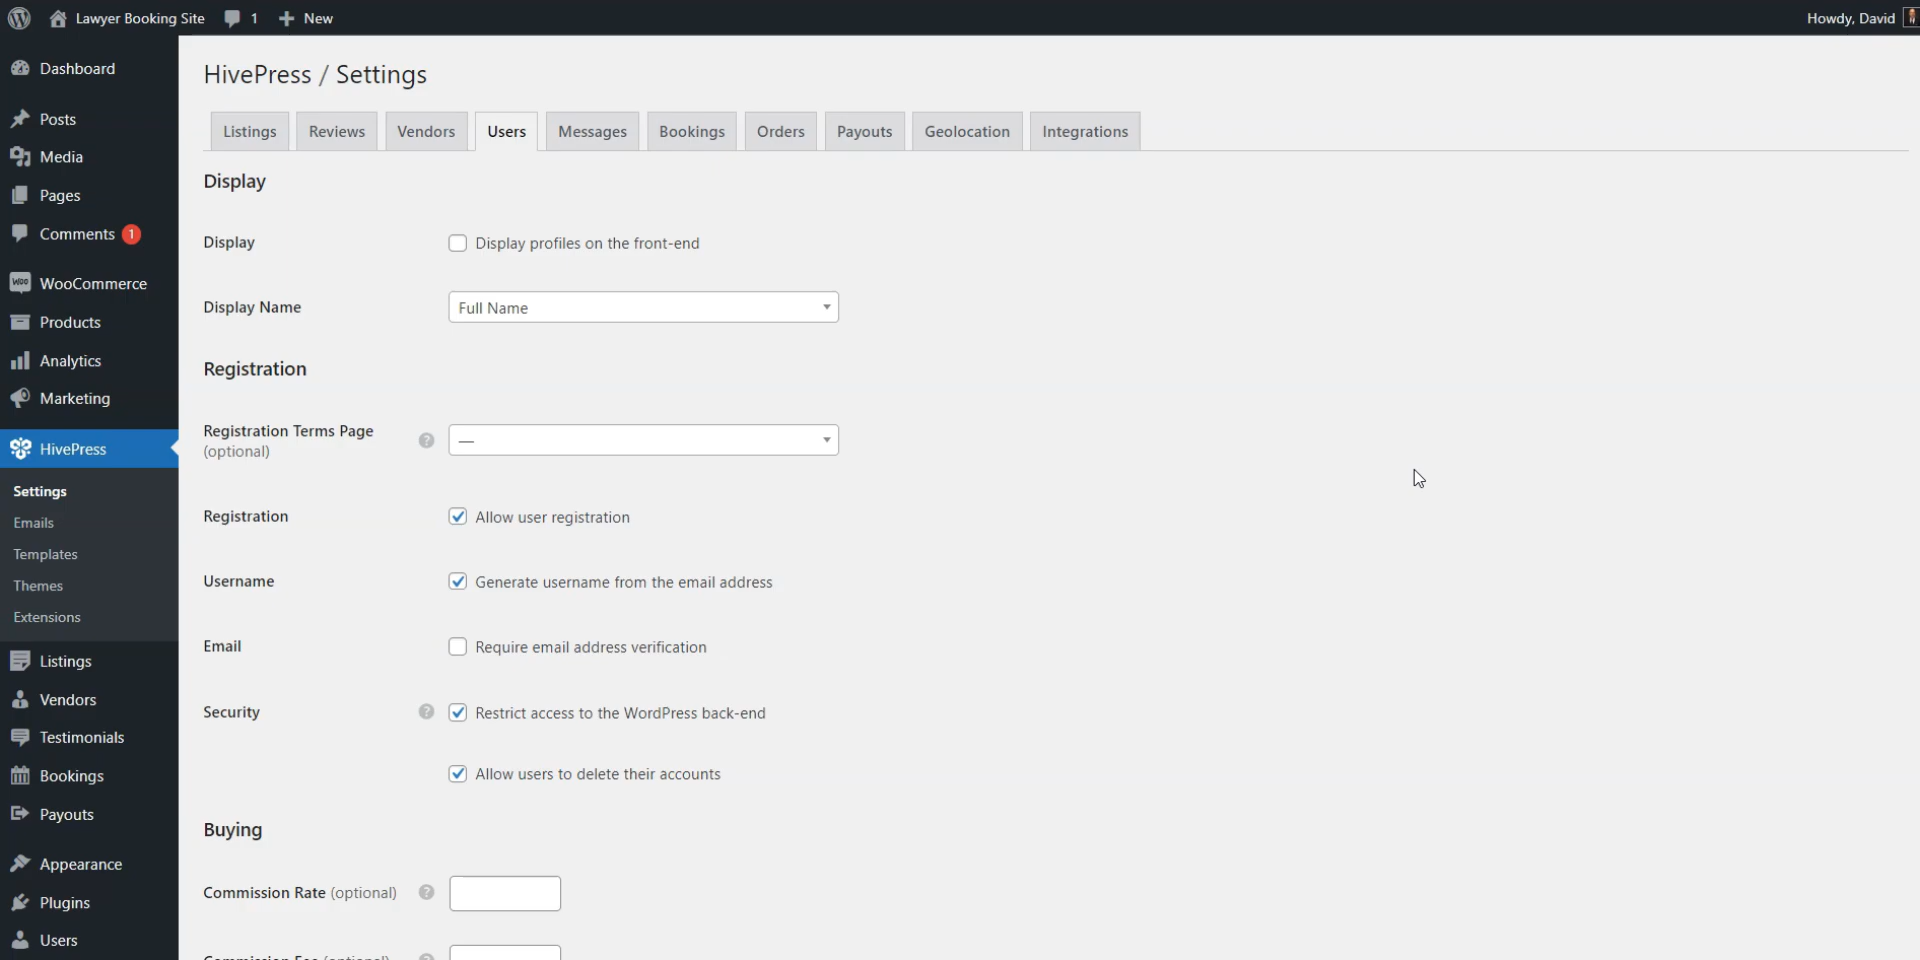 Lawyer Booking Site 1 New Howdy, David
Dashboard
Posts
Media
Pages
Comments 1
WooCommerce
Products
Analytics
Marketing
HivePress
Settings
Emails
Templates
Themes
Extensions
Listings
Vendors
Testimonials
Bookings
Payouts
Appearance
Plugins
Users
HivePress / Settings
Listings Reviews Vendors Users Messages Bookings Orders Payouts Geolocation Integrations
Display
Display Display profiles on the front-end
Display Name Full Name
Registration
Registration Terms Page ? —
(optional)
Registration Allow user registration
Username Generate username from the email address
Email Require email address verification
Security ? Restrict access to the WordPress back-end
Allow users to delete their accounts
Buying
Commission Rate (optional) ?
Commission Fee (optional) ?